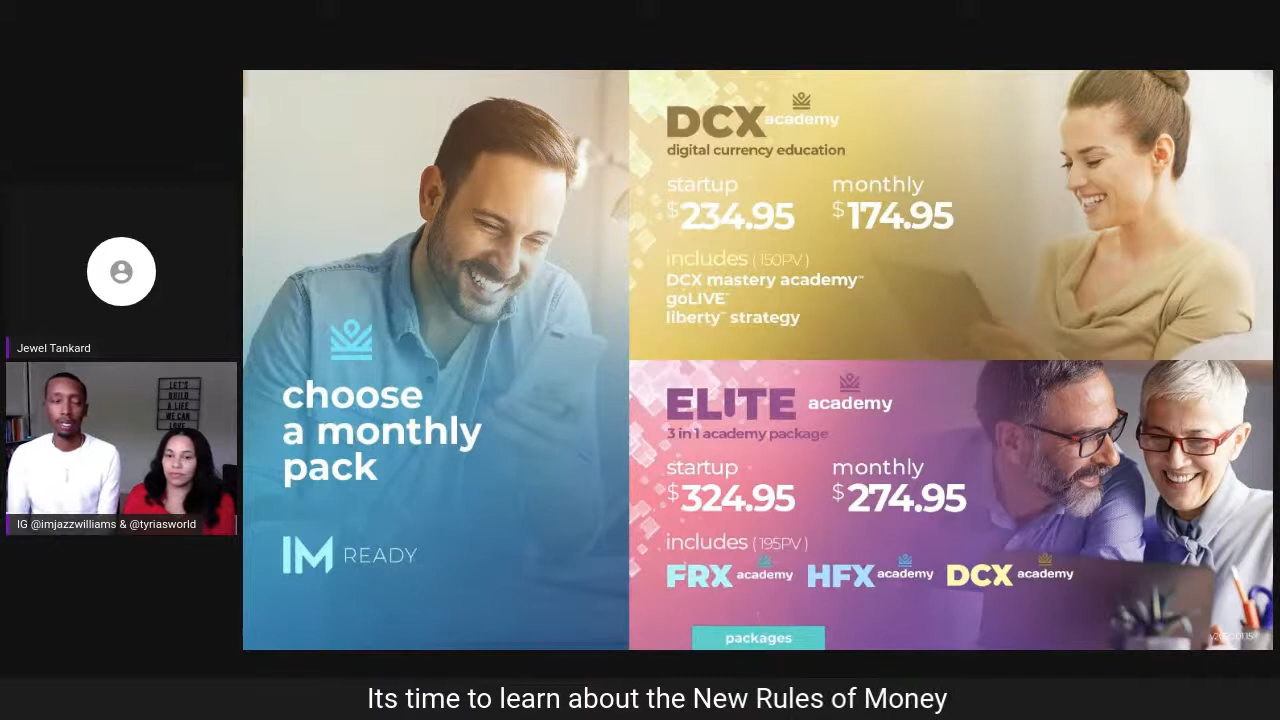 Jewel Tankard
LET'S
BUILD
A LIFE
WE CAN
LOVE
IG @imjazzwilliams & @tyriasworld
choose
a monthly
pack
IM READY
DCX academy
digital currency education
startup monthly
$234.95 $174.95
includes ( 150PV )
DCX mastery academy™
goLIVE™
liberty™ strategy
ELITE academy
3 in 1 academy package
startup monthly
$324.95 $274.95
includes ( 195PV )
FRX academy HFX academy DCX academy
packages
Its time to learn about the New Rules of Money